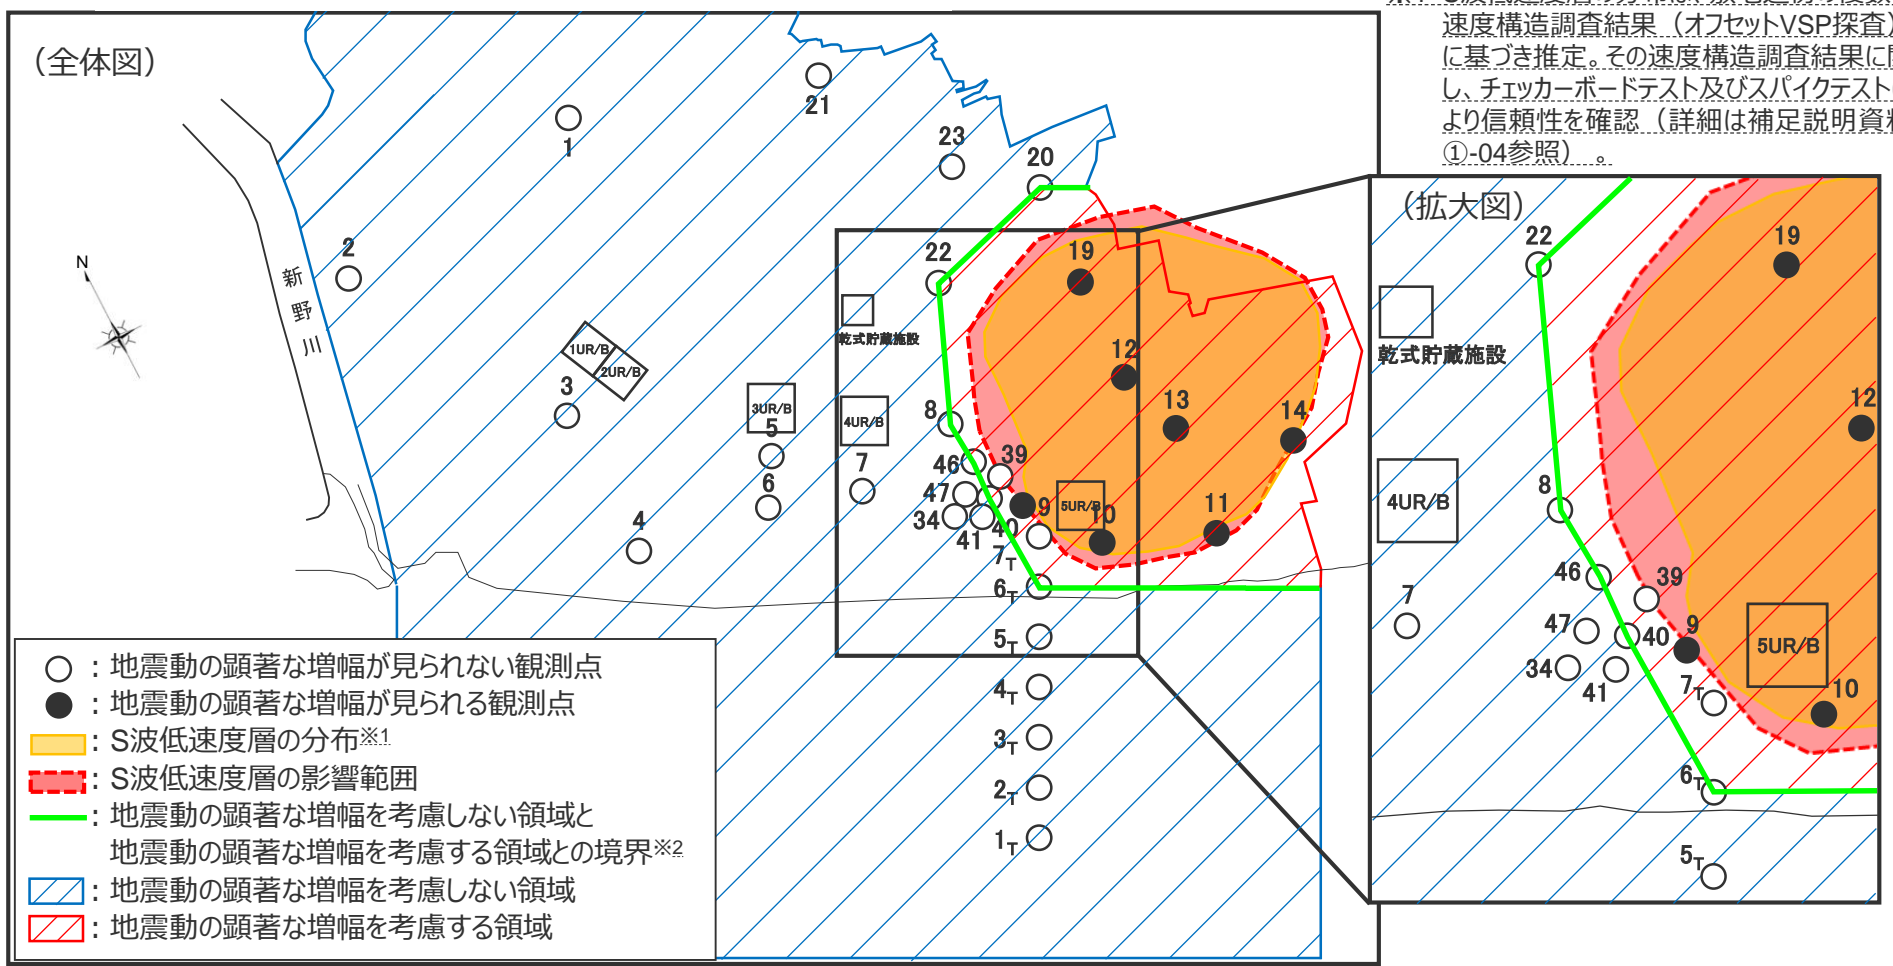 速度構造調査結果（オフセットVSP探査）
に基づき推定。その速度構造調査結果に
し、チェッカーボードテスト及びスパイクテスト
より信頼性を確認（詳細は補足説明資
①-04参照）。
（全体図）
21
1
23
20
2
N
新野川
22
19
乾式貯蔵施設
1UR/B
2UR/B
12
3
3UR/B
4UR/B
8
13
14
5
7
46
39
6
47
9
5UR/B
34
41
40
10
11
4
7T
6T
5T
4T
3T
2T
1T
（拡大図）
22
19
乾式貯蔵施設
12
4UR/B
8
46
39
7
47
40
9
5UR/B
34
41
7T
10
6T
5T
○：地震動の顕著な増幅が見られない観測点
●：地震動の顕著な増幅が見られる観測点
：S波低速度層の分布※1
：S波低速度層の影響範囲
：地震動の顕著な増幅を考慮しない領域と
地震動の顕著な増幅を考慮する領域との境界※2
：地震動の顕著な増幅を考慮しない領域
：地震動の顕著な増幅を考慮する領域